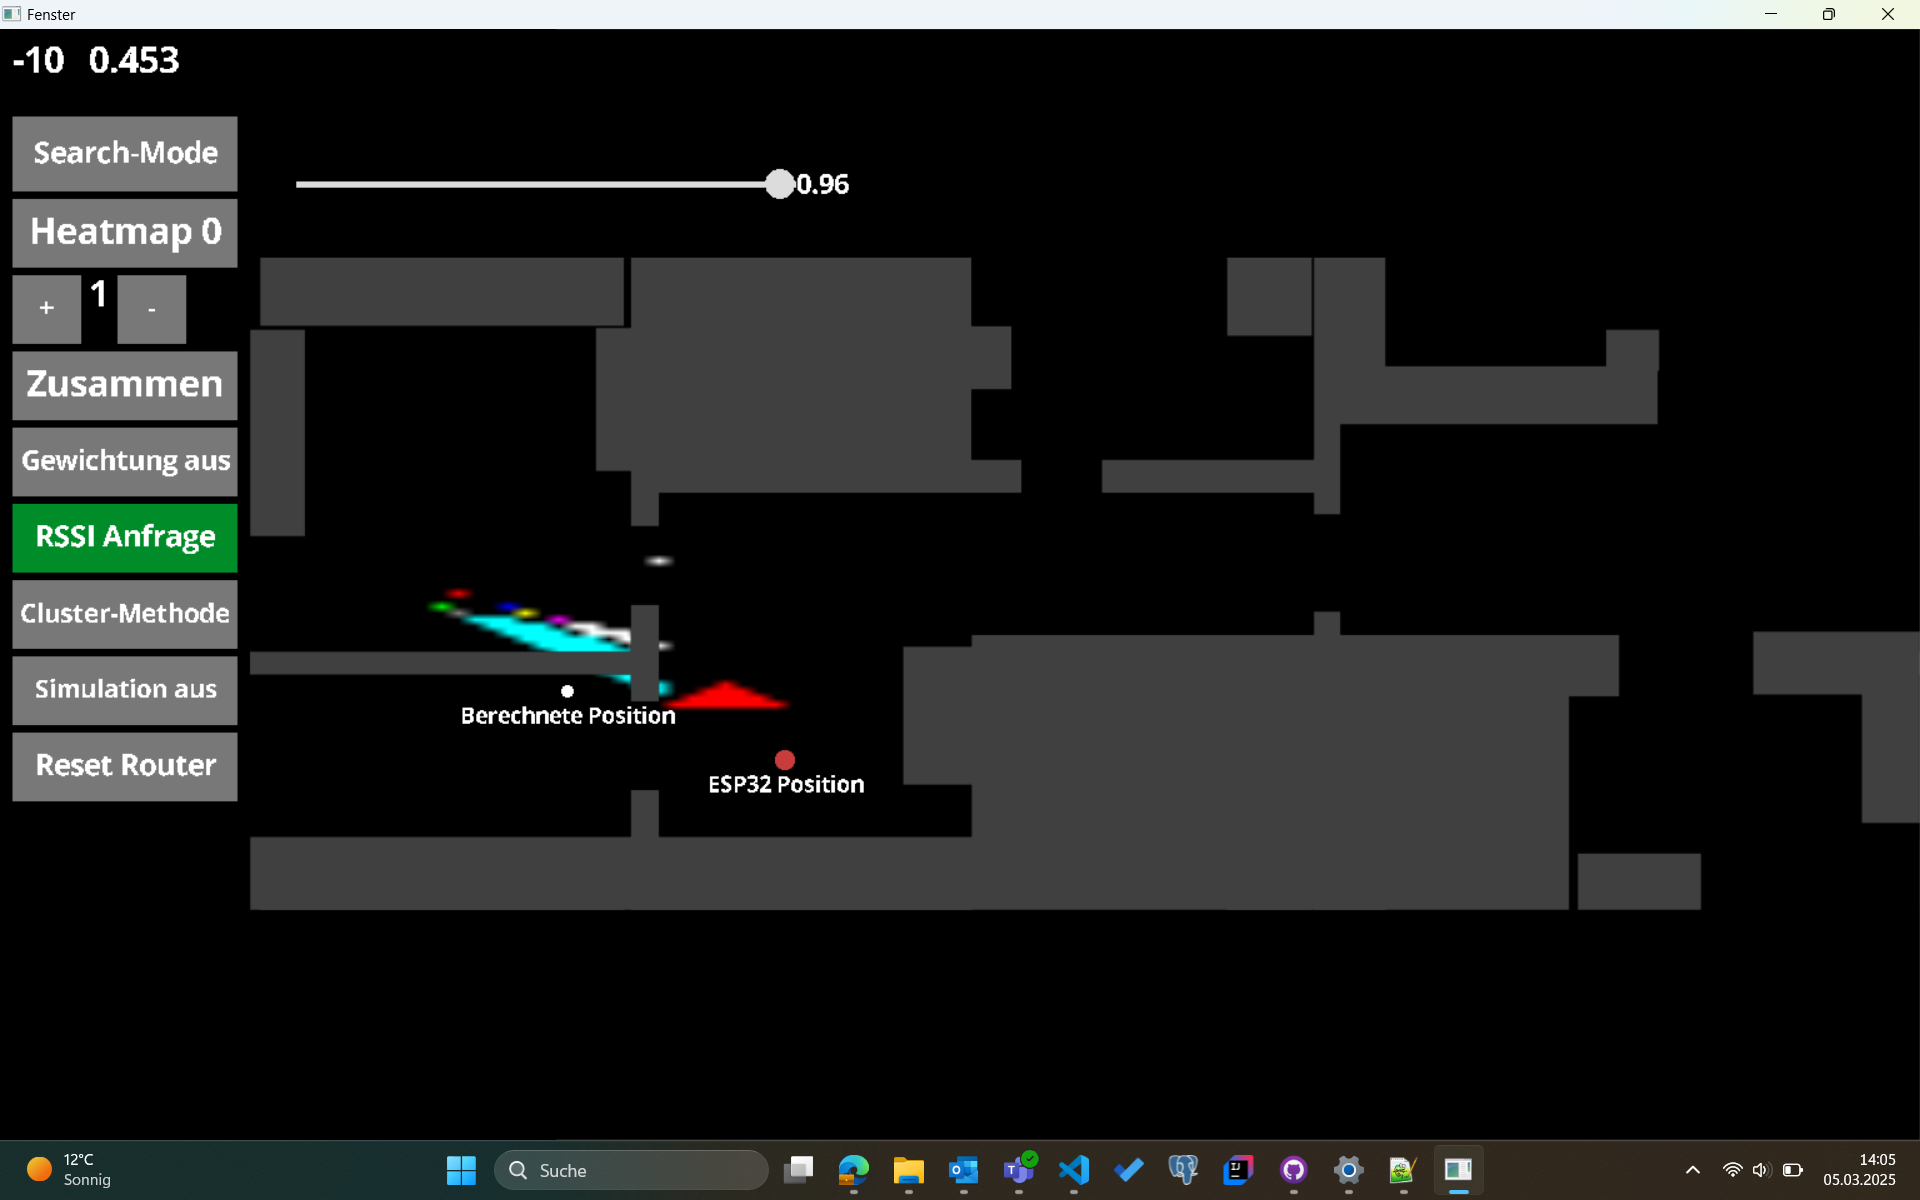 Fenster
-10 0.453
Search-Mode
0.96
Heatmap 0
+ 1 -
Zusammen
Gewichtung aus
RSSI Anfrage
Cluster-Methode
Simulation aus
Berechnete Position
Reset Router
ESP32 Position
12°C
Sonnig
Suche
14:05
05.03.2025